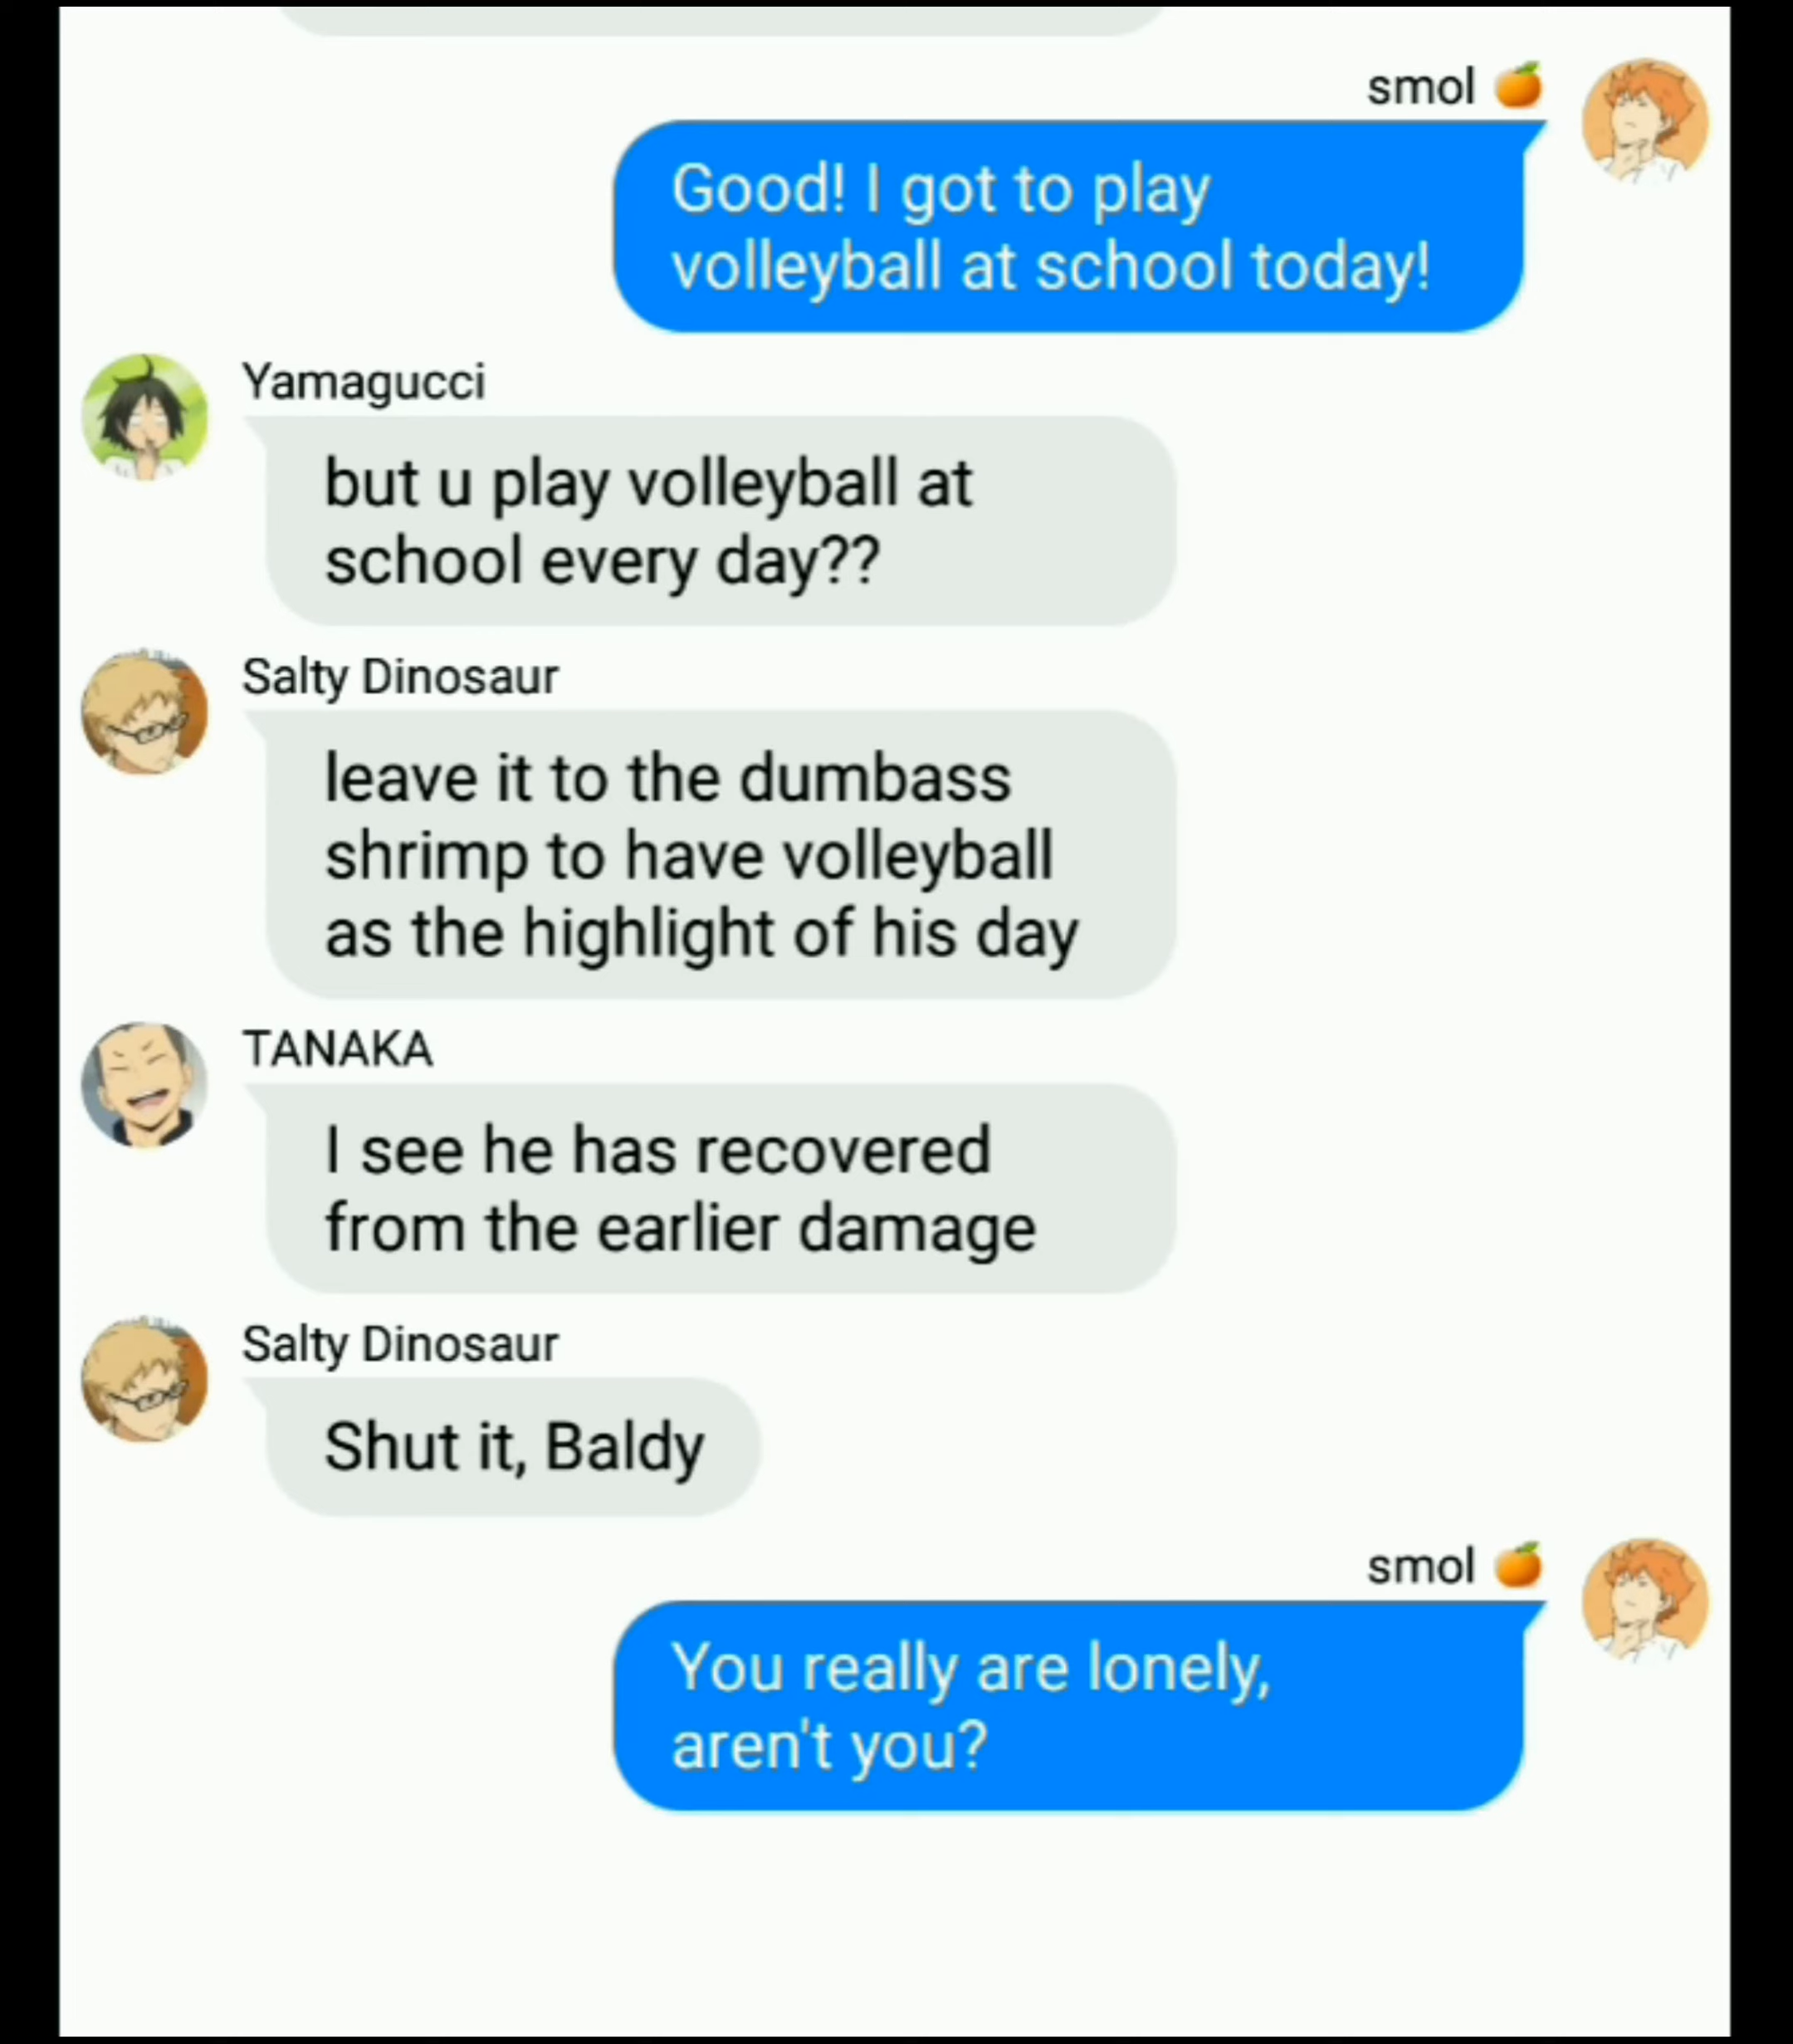 smol 🍊
Good! I got to play
volleyball at school today!
Yamagucci
but u play volleyball at
school every day??
Salty Dinosaur
leave it to the dumbass
shrimp to have volleyball
as the highlight of his day
TANAKA
I see he has recovered
from the earlier damage
Salty Dinosaur
Shut it, Baldy
smol 🍊
You really are lonely,
aren't you?